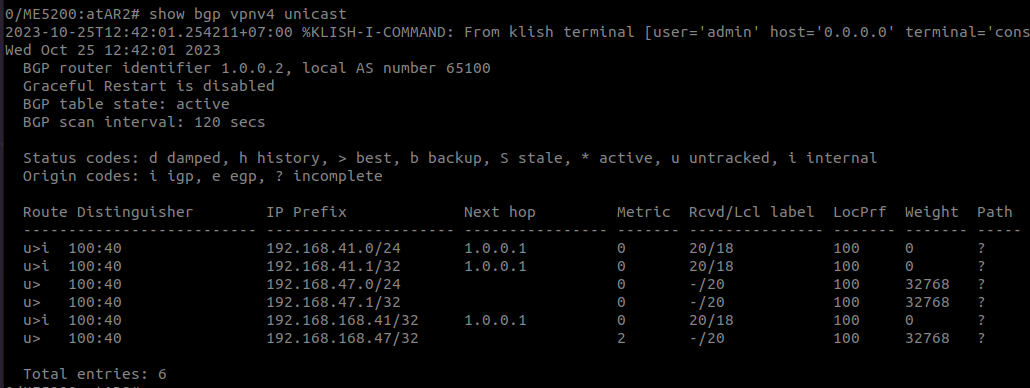 0/ME5200:atAR2# show bgp vpnv4 unicast
2023-10-25T12:42:01.254211+07:00 %KLISH-I-COMMAND: From klish terminal [user='admin' host='0.0.0.0' terminal='cons
Wed Oct 25 12:42:01 2023
  BGP router identifier 1.0.0.2, local AS number 65100
  Graceful Restart is disabled
  BGP table state: active
  BGP scan interval: 120 secs

  Status codes: d damped, h history, > best, b backup, S stale, * active, u untracked, i internal
  Origin codes: i igp, e egp, ? incomplete

  Route Distinguisher        IP Prefix             Next hop         Metric  Rcvd/Lcl label  LocPrf  Weight  Path
  -------------------------- --------------------- ---------------- ------- --------------- ------- ------- -----
  u>i  100:40                192.168.41.0/24       1.0.0.1          0       20/18           100     0       ?
  u>i  100:40                192.168.41.1/32       1.0.0.1          0       20/18           100     0       ?
  u>   100:40                192.168.47.0/24                        0       -/20            100     32768   ?
  u>   100:40                192.168.47.1/32                        0       -/20            100     32768   ?
  u>i  100:40                192.168.168.41/32     1.0.0.1          0       20/18           100     0       ?
  u>   100:40                192.168.168.47/32                      2       -/20            100     32768   ?

  Total entries: 6